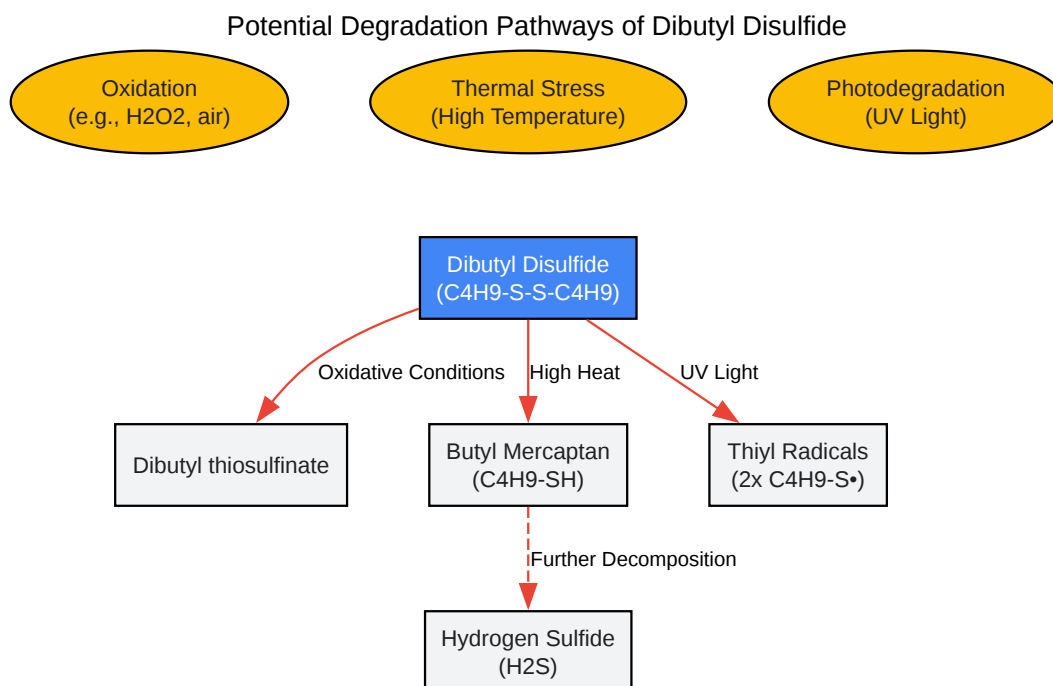 Potential Degradation Pathways of Dibutyl Disulfide
Oxidation
(e.g., H2O2, air)
Thermal Stress
(High Temperature)
Photodegradation
(UV Light)
Dibutyl Disulfide
(C4H9-S-S-C4H9)
Oxidative Conditions
High Heat
UV Light
Dibutyl thiosulfinate
Butyl Mercaptan
(C4H9-SH)
Thiyl Radicals
(2x C4H9-S•)
Further Decomposition
Hydrogen Sulfide
(H2S)